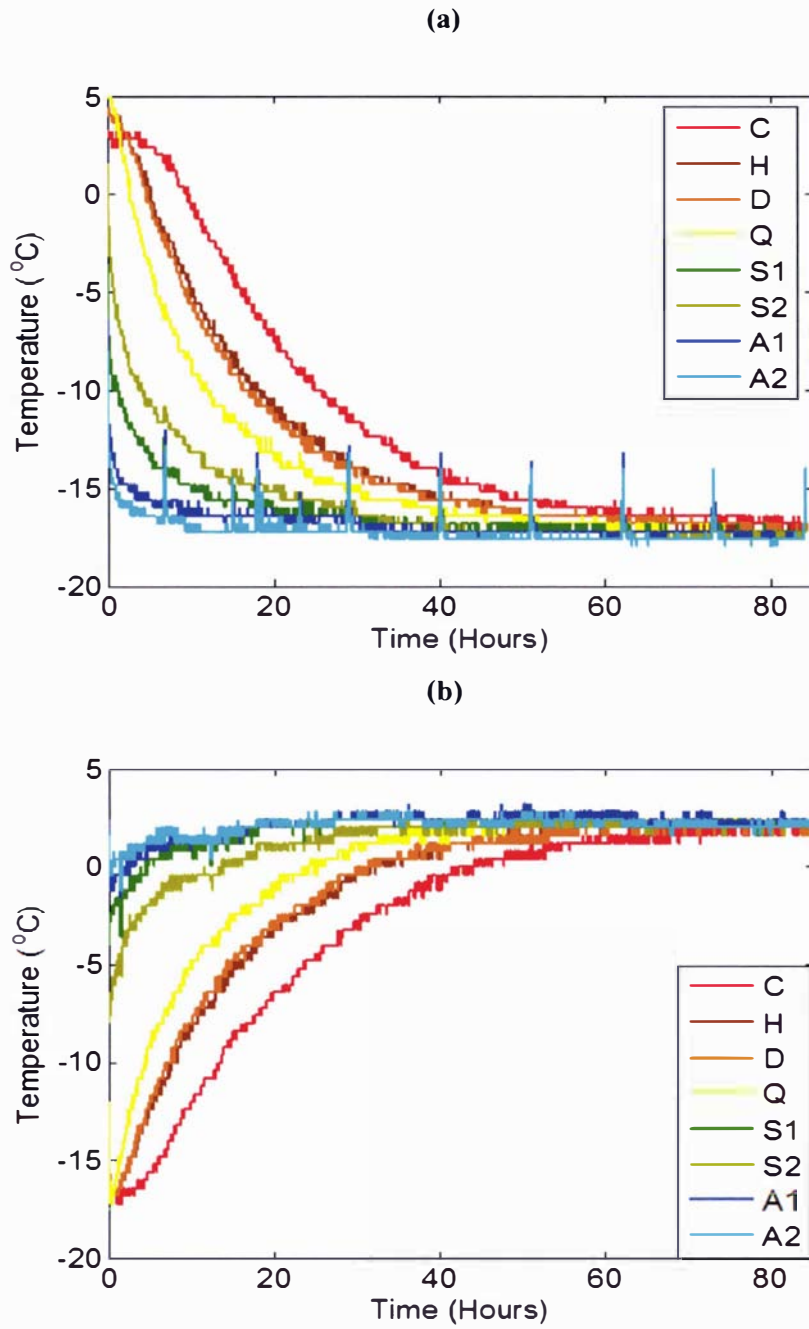 (a)
5
0
-5
-10
-15
-20
Temperature (°C)
0 20 40 60 80
Time (Hours)
C
H
D
Q
S1
S2
A1
A2
(b)
5
0
-5
-10
-15
-20
Temperature (°C)
0 20 40 60 80
Time (Hours)
C
H
D
Q
S1
S2
A1
A2